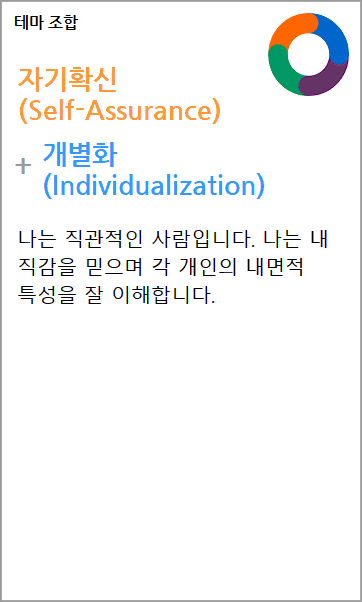 테마 조합
자기확신
(Self-Assurance)
+ 개별화
(Individualization)
나는 직관적인 사람입니다. 나는 내
직감을 믿으며 각 개인의 내면적
특성을 잘 이해합니다.